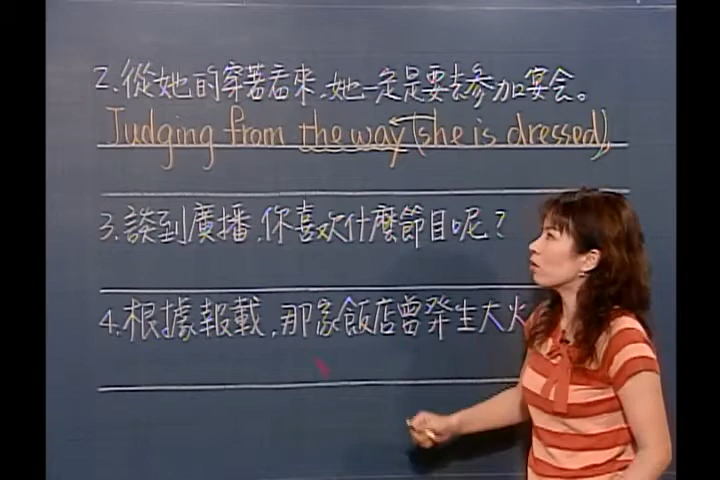 2. 從她的穿著看來,她一定是要去參加宴会。
Judging from the way (she is dressed),
3. 談到廣播,你喜欢什麼節目呢?
4. 根據報載,那家飯店曾發生大火